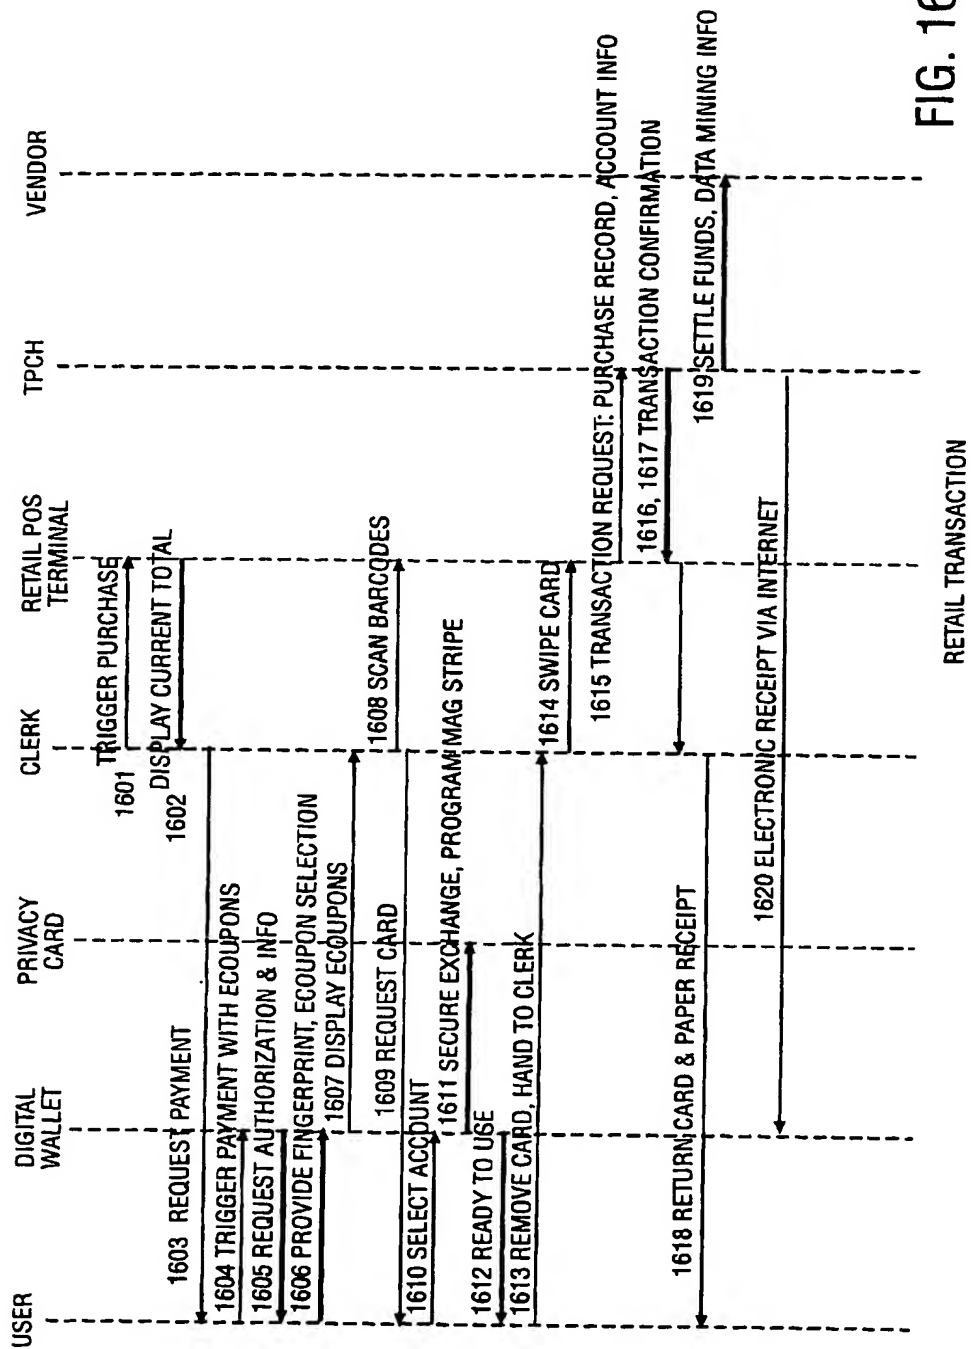 USER
DIGITAL
WALLET
PRIVACY
CARD
CLERK
RETAIL POS
TERMINAL
TPCH
VENDOR
TRIGGER PURCHASE
1601
DISPLAY CURRENT TOTAL
1602
1603 REQUEST PAYMENT
1604 TRIGGER PAYMENT WITH ECOUPONS
1605 REQUEST AUTHORIZATION & INFO
1606 PROVIDE FINGERPRINT, ECOUPON SELECTION
1607 DISPLAY ECOUPONS
1608 SCAN BARCODES
1609 REQUEST CARD
1610 SELECT ACCOUNT
1611 SECURE EXCHANGE, PROGRAM MAG STRIPE
1612 READY TO USE
1613 REMOVE CARD, HAND TO CLERK
1614 SWIPE CARD
1615 TRANSACTION REQUEST: PURCHASE RECORD, ACCOUNT INFO
1616, 1617 TRANSACTION CONFIRMATION
1618 RETURN CARD & PAPER RECEIPT
1619 SETTLE FUNDS, DATA MINING INFO
1620 ELECTRONIC RECEIPT VIA INTERNET
RETAIL TRANSACTION
FIG. 16